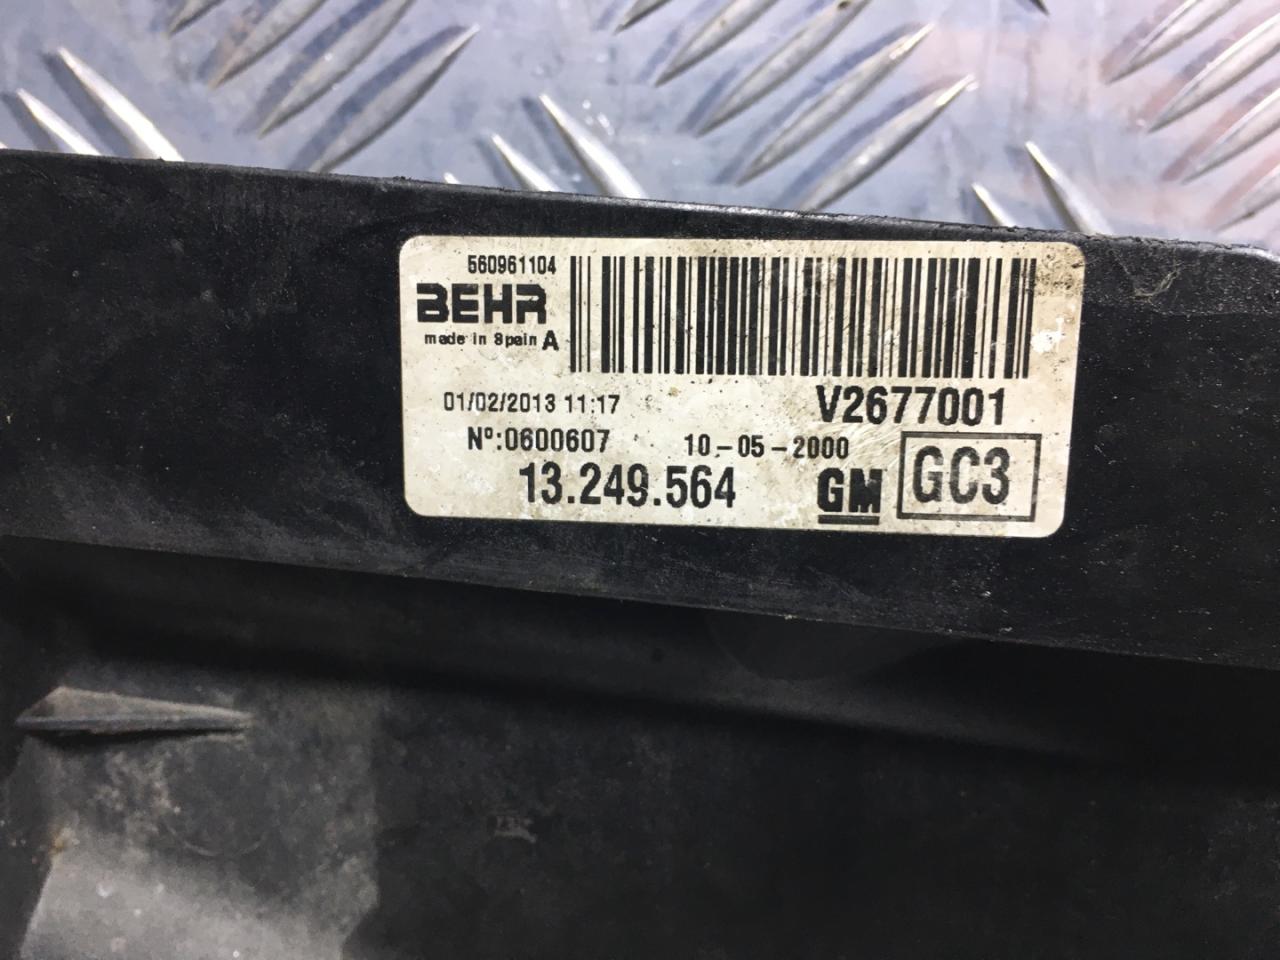 560961104
BEHR
made in Spain A
01/02/2013 11:17
V2677001
Nº:0600607
10-05-2000
13.249.564
GM
GC3